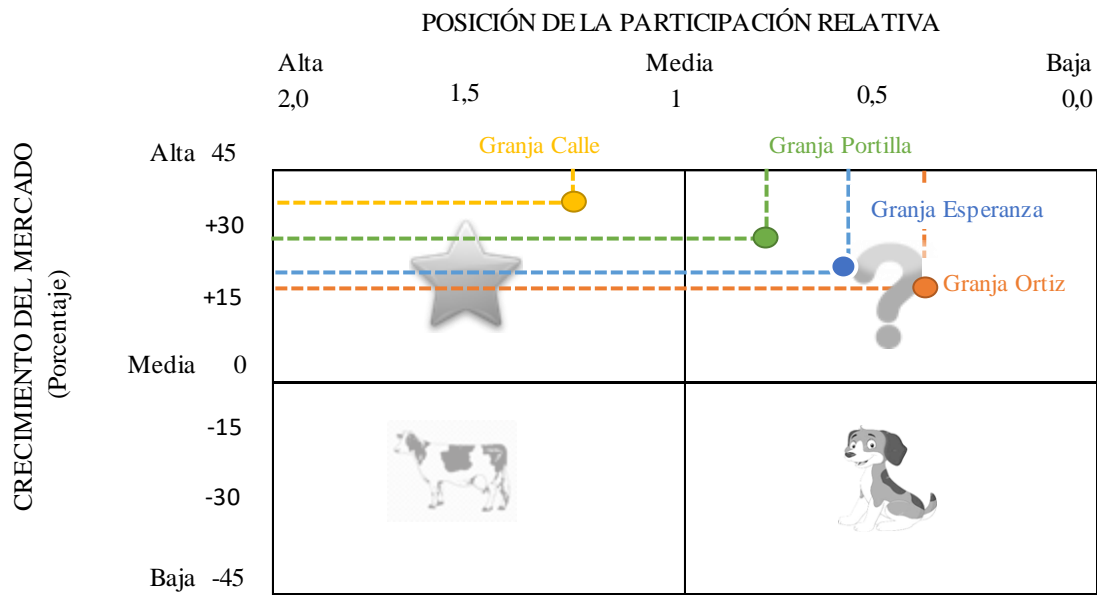 POSICIÓN DE LA PARTICIPACIÓN RELATIVA
Alta Media Baja
2,0 1,5 1 0,5 0,0
CRECIMIENTO DEL MERCADO
(Porcentaje)
Alta 45
Granja Calle
Granja Portilla
+30
Granja Esperanza
+15
Granja Ortiz
Media 0
-15
-30
Baja -45